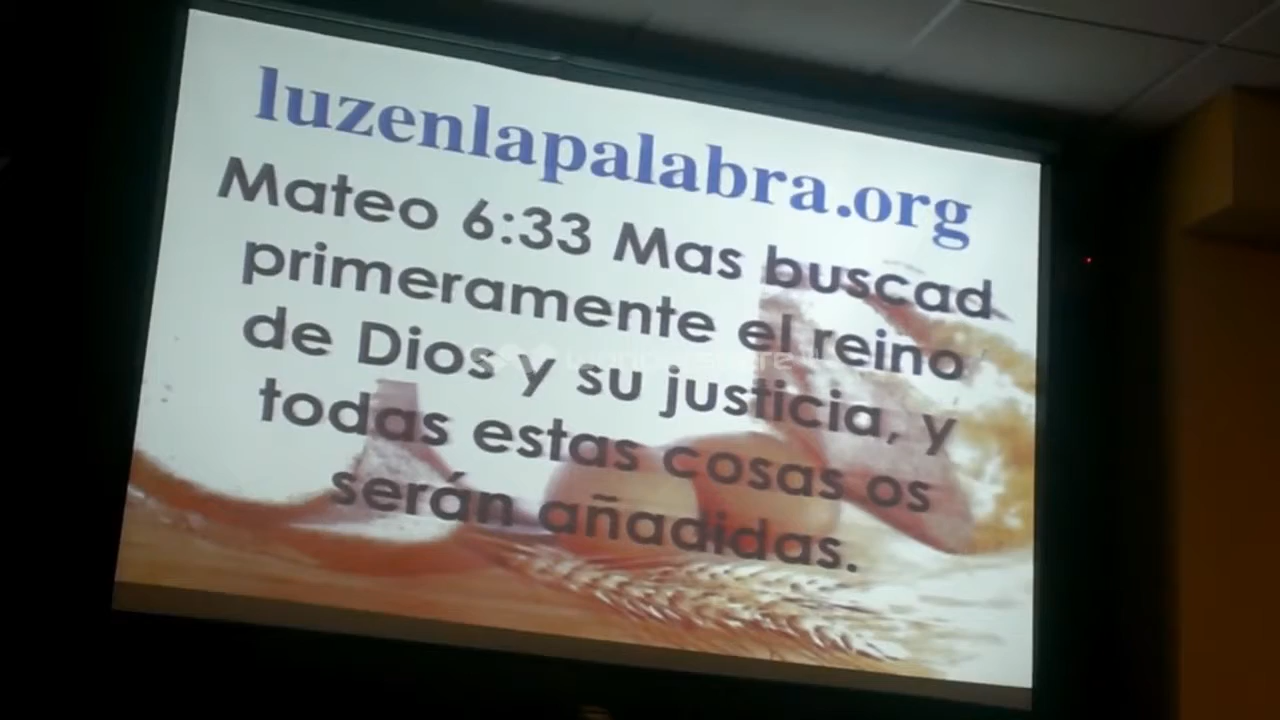 luzenlapalabra.org
Mateo 6:33 Mas buscad
primeramente el reino
de Dios y su justicia, y
todas estas cosas os
serán añadidas.